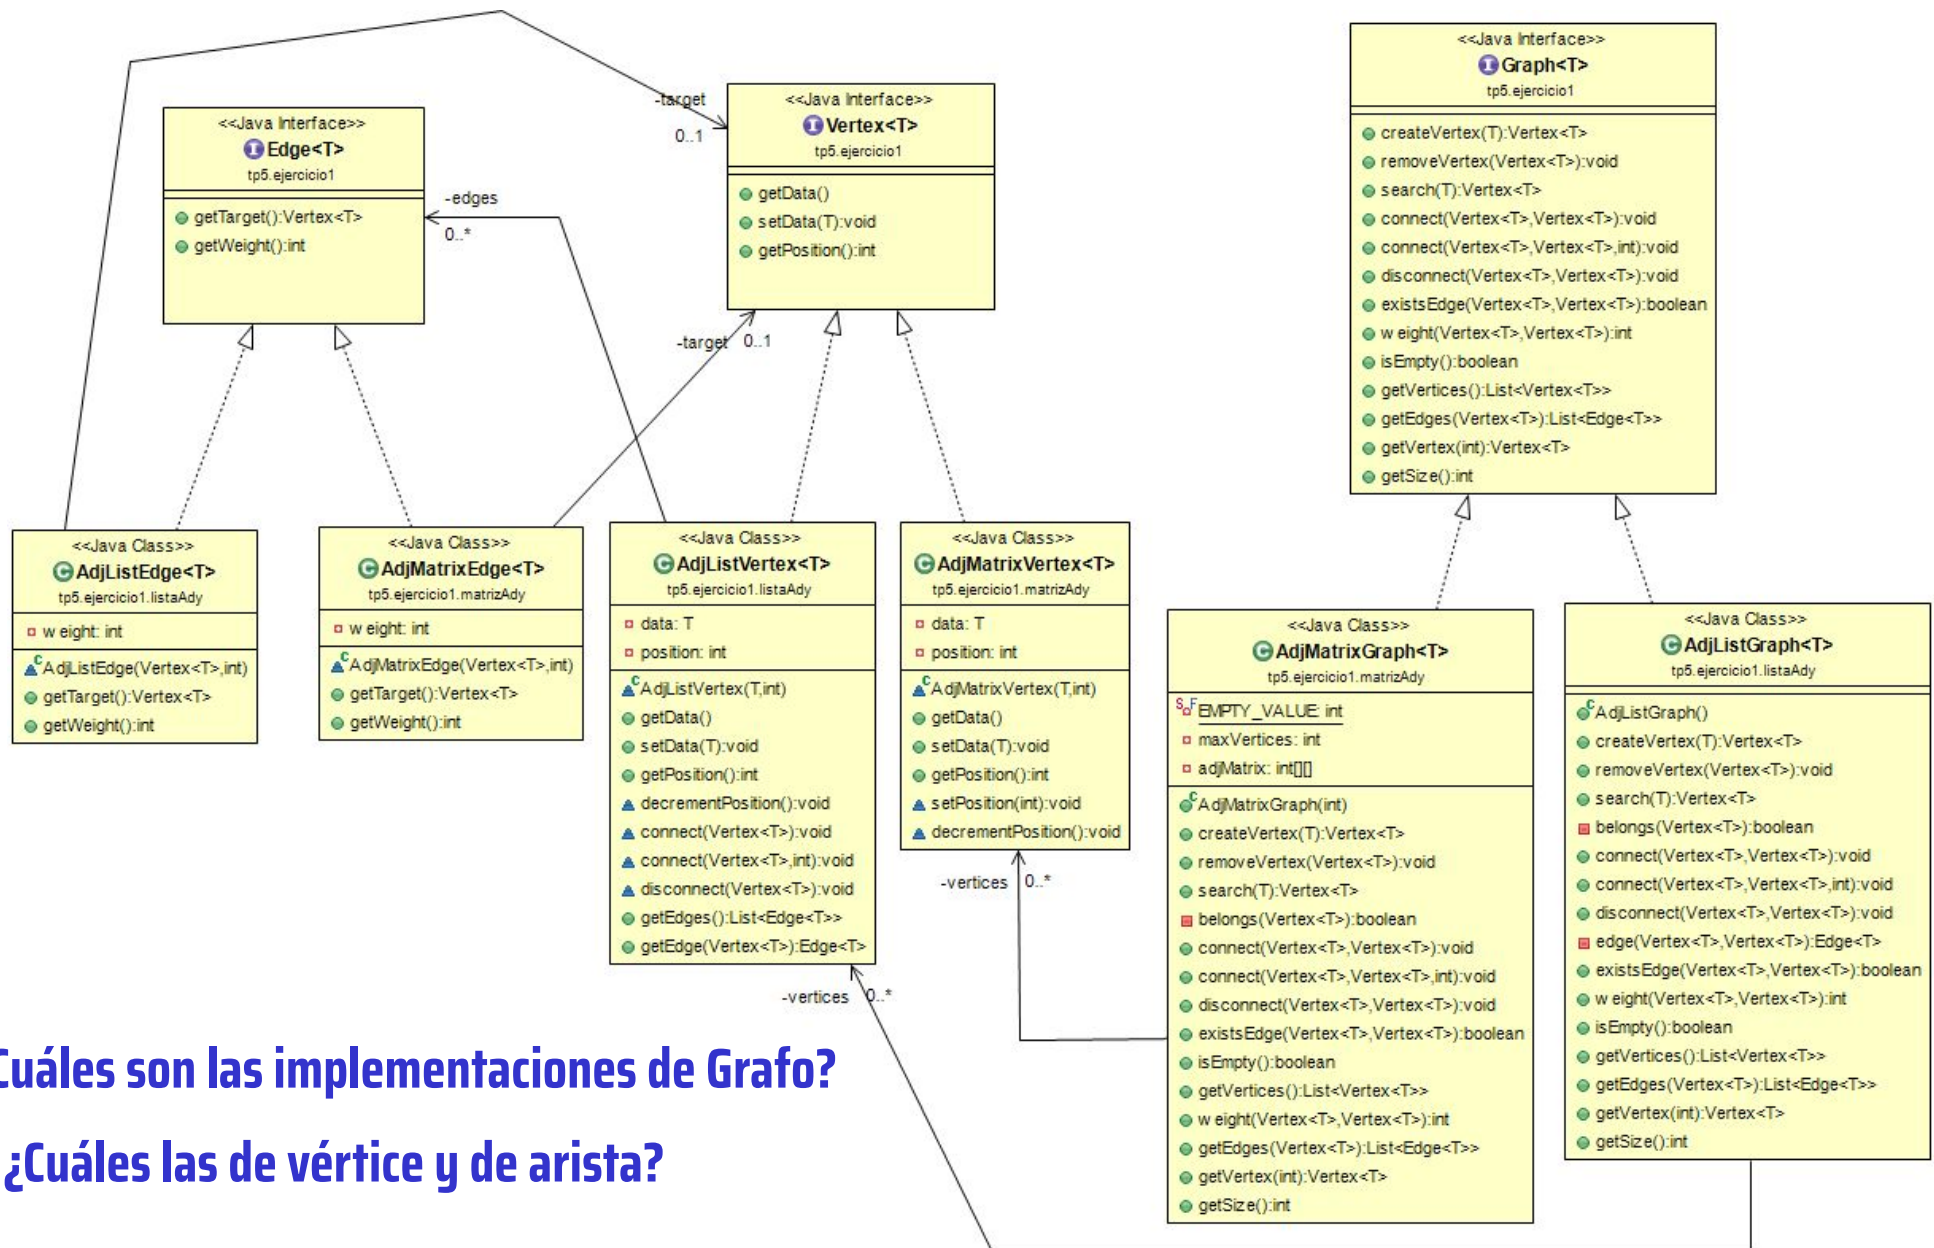 <<Java Interface>>
Edge<T>
tp5.ejercicio1
getTarget():Vertex<T>
getWeight():int
-edges
0..*
-target
0..1
<<Java Interface>>
Vertex<T>
tp5.ejercicio1
getData()
setData(T):void
getPosition():int
-target 0..1
<<Java Interface>>
Graph<T>
tp5.ejercicio1
createVertex(T):Vertex<T>
removeVertex(Vertex<T>):void
search(T):Vertex<T>
connect(Vertex<T>,Vertex<T>):void
connect(Vertex<T>,Vertex<T>,int):void
disconnect(Vertex<T>,Vertex<T>):void
existsEdge(Vertex<T>,Vertex<T>):boolean
weight(Vertex<T>,Vertex<T>):int
isEmpty():boolean
getVertices():List<Vertex<T>>
getEdges(Vertex<T>):List<Edge<T>>
getVertex(int):Vertex<T>
getSize():int
<<Java Class>>
AdjListEdge<T>
tp5.ejercicio1.listaAdy
weight: int
AdjListEdge(Vertex<T>,int)
getTarget():Vertex<T>
getWeight():int
<<Java Class>>
AdjMatrixEdge<T>
tp5.ejercicio1.matrizAdy
weight: int
AdjMatrixEdge(Vertex<T>,int)
getTarget():Vertex<T>
getWeight():int
<<Java Class>>
AdjListVertex<T>
tp5.ejercicio1.listaAdy
data: T
position: int
AdjListVertex(T,int)
getData()
setData(T):void
getPosition():int
decrementPosition():void
connect(Vertex<T>):void
connect(Vertex<T>,int):void
disconnect(Vertex<T>):void
getEdges():List<Edge<T>>
getEdge(Vertex<T>):Edge<T>
-vertices 0..*
<<Java Class>>
AdjMatrixVertex<T>
tp5.ejercicio1.matrizAdy
data: T
position: int
AdjMatrixVertex(T,int)
getData()
setData(T):void
getPosition():int
setPosition(int):void
decrementPosition():void
-vertices 0..*
<<Java Class>>
AdjMatrixGraph<T>
tp5.ejercicio1.matrizAdy
EMPTY_VALUE: int
maxVertices: int
adjMatrix: int[][]
AdjMatrixGraph(int)
createVertex(T):Vertex<T>
removeVertex(Vertex<T>):void
search(T):Vertex<T>
belongs(Vertex<T>):boolean
connect(Vertex<T>,Vertex<T>):void
connect(Vertex<T>,Vertex<T>,int):void
disconnect(Vertex<T>,Vertex<T>):void
existsEdge(Vertex<T>,Vertex<T>):boolean
isEmpty():boolean
getVertices():List<Vertex<T>>
weight(Vertex<T>,Vertex<T>):int
getEdges(Vertex<T>):List<Edge<T>>
getVertex(int):Vertex<T>
getSize():int
<<Java Class>>
AdjListGraph<T>
tp5.ejercicio1.listaAdy
AdjListGraph()
createVertex(T):Vertex<T>
removeVertex(Vertex<T>):void
search(T):Vertex<T>
belongs(Vertex<T>):boolean
connect(Vertex<T>,Vertex<T>):void
connect(Vertex<T>,Vertex<T>,int):void
disconnect(Vertex<T>,Vertex<T>):void
edge(Vertex<T>,Vertex<T>):Edge<T>
existsEdge(Vertex<T>,Vertex<T>):boolean
weight(Vertex<T>,Vertex<T>):int
isEmpty():boolean
getVertices():List<Vertex<T>>
getEdges(Vertex<T>):List<Edge<T>>
getVertex(int):Vertex<T>
getSize():int
Cuáles son las implementaciones de Grafo?
¿Cuáles las de vértice y de arista?